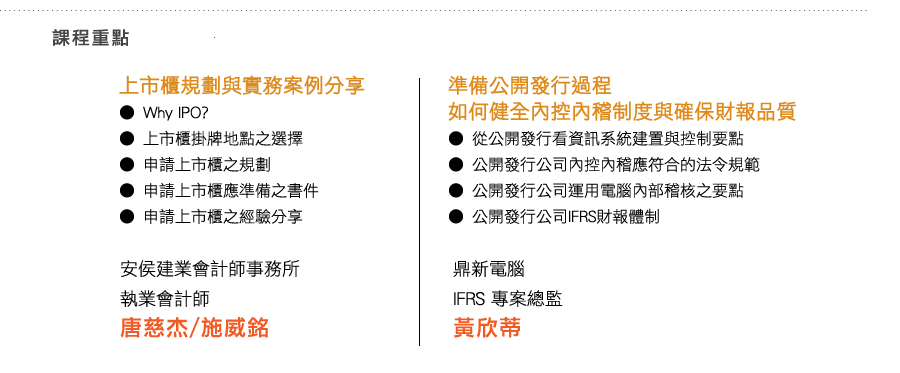 課程重點
上市櫃規劃與實務案例分享
● Why IPO?
● 上市櫃掛牌地點之選擇
● 申請上市櫃之規劃
● 申請上市櫃應準備之書件
● 申請上市櫃之經驗分享
安侯建業會計師事務所
執業會計師
唐慈杰/施威銘
準備公開發行過程
如何健全內控內稽制度與確保財報品質
● 從公開發行看資訊系統建置與控制要點
● 公開發行公司內控內稽應符合的法令規範
● 公開發行公司運用電腦內部稽核之要點
● 公開發行公司IFRS財報體制
鼎新電腦
IFRS 專案總監
黃欣蒂